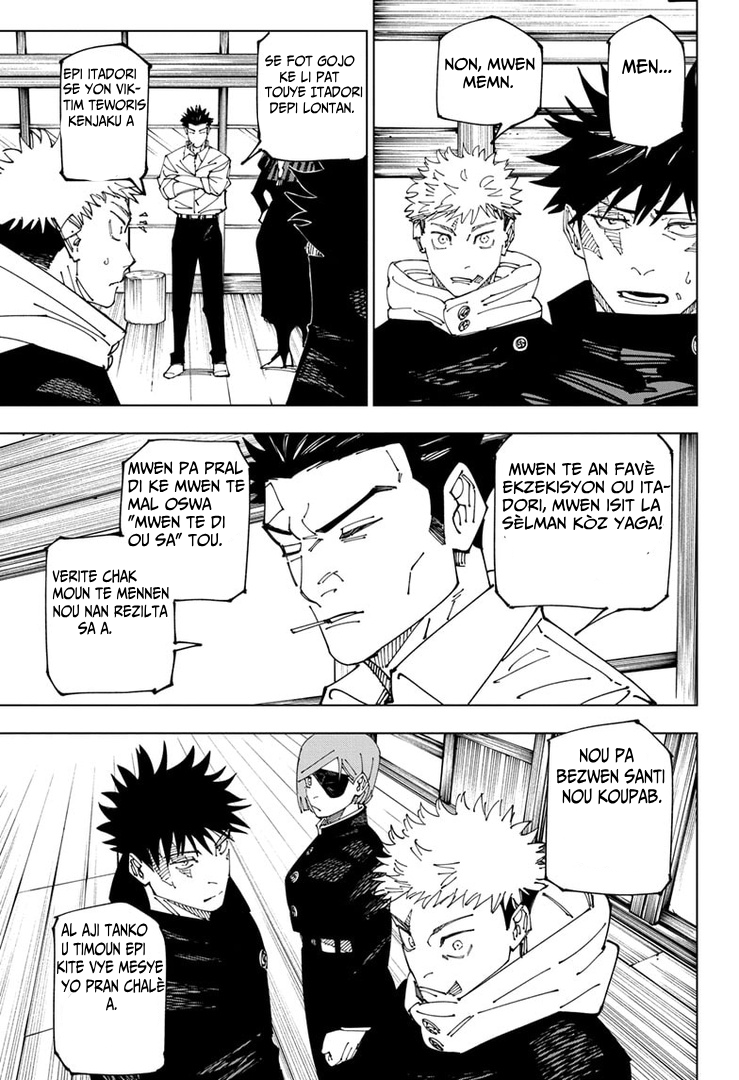 MEN...
NON, MWEN
MEMN.
SE FOT GOJO
KE LI PAT
TOUYE ITADORI
DEPI LONTAN.
EPI ITADORI
SE YON VIK-
TIM TEWORIS
KENJAKU A
MWEN TE AN FAVÈ
EKZEKISYON OU ITA-
DORI, MWEN ISIT LA
SÈLMAN KÒZ YAGA!
MWEN PA PRAL
DI KE MWEN TE
MAL OSWA
"MWEN TE DI
OU SA" TOU.
VERITE CHAK
MOUN TE MENNEN
NOU NAN REZILTA
SA A.
NOU PA
BEZWEN SANTI
NOU KOUPAB.
AL AJI TANKO
U TIMOUN EPI
KITE VYE MESYE
YO PRAN CHALÈ
A.